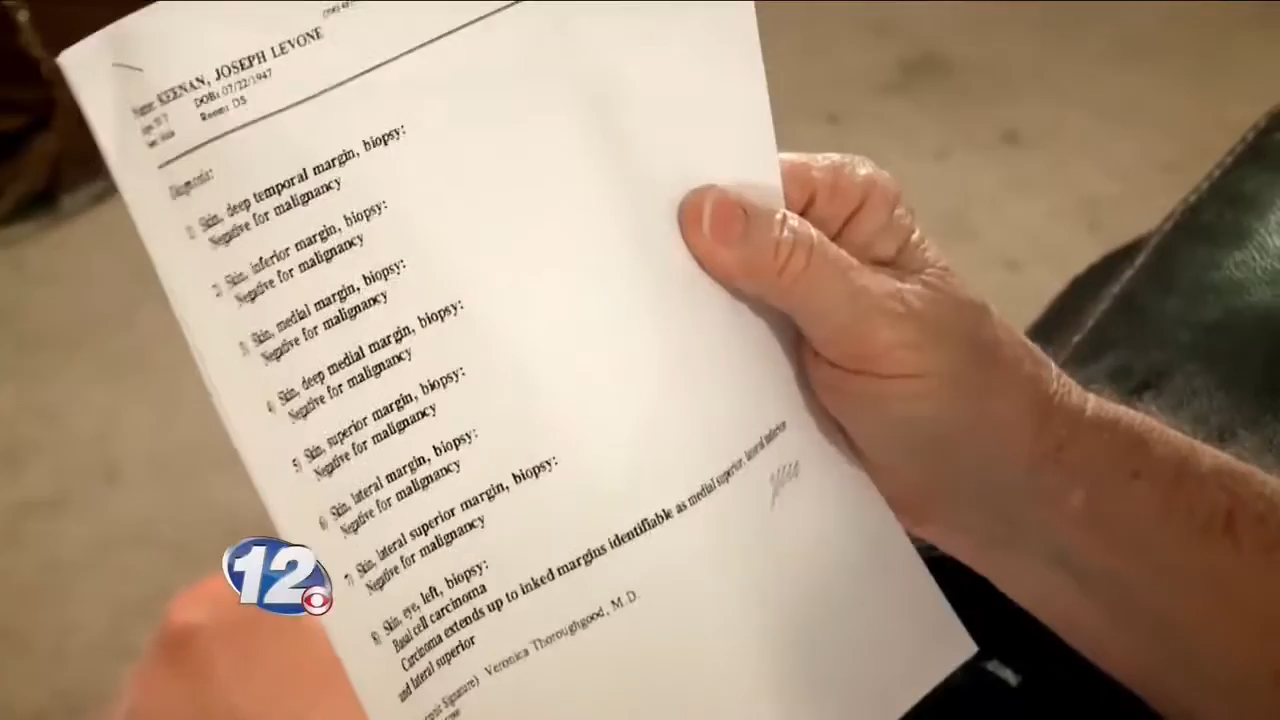 Name: KEENAN, JOSEPH LEVONE
DOB: 07/22/1947
Room: DS
Diagnosis:
1) Skin, deep temporal margin, biopsy:
Negative for malignancy
2) Skin, inferior margin, biopsy:
Negative for malignancy
3) Skin, medial margin, biopsy:
Negative for malignancy
4) Skin, deep medial margin, biopsy:
Negative for malignancy
5) Skin, superior margin, biopsy:
Negative for malignancy
6) Skin, lateral margin, biopsy:
Negative for malignancy
7) Skin, lateral superior margin, biopsy:
Negative for malignancy
8) Skin, eye, left, biopsy:
Basal cell carcinoma
Carcinoma extends up to inked margins identifiable as medial superior, lateral inferior
and lateral superior
Signature) Veronica Thoroughgood, M.D.
12